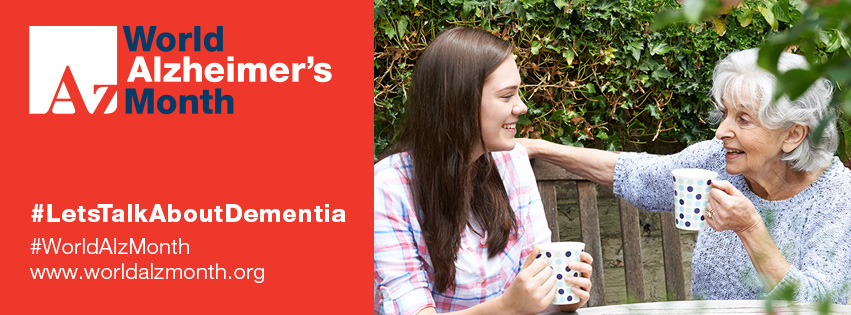 Az
World
Alzheimer's
Month
#LetsTalkAboutDementia
#WorldAlzMonth
www.worldalzmonth.org